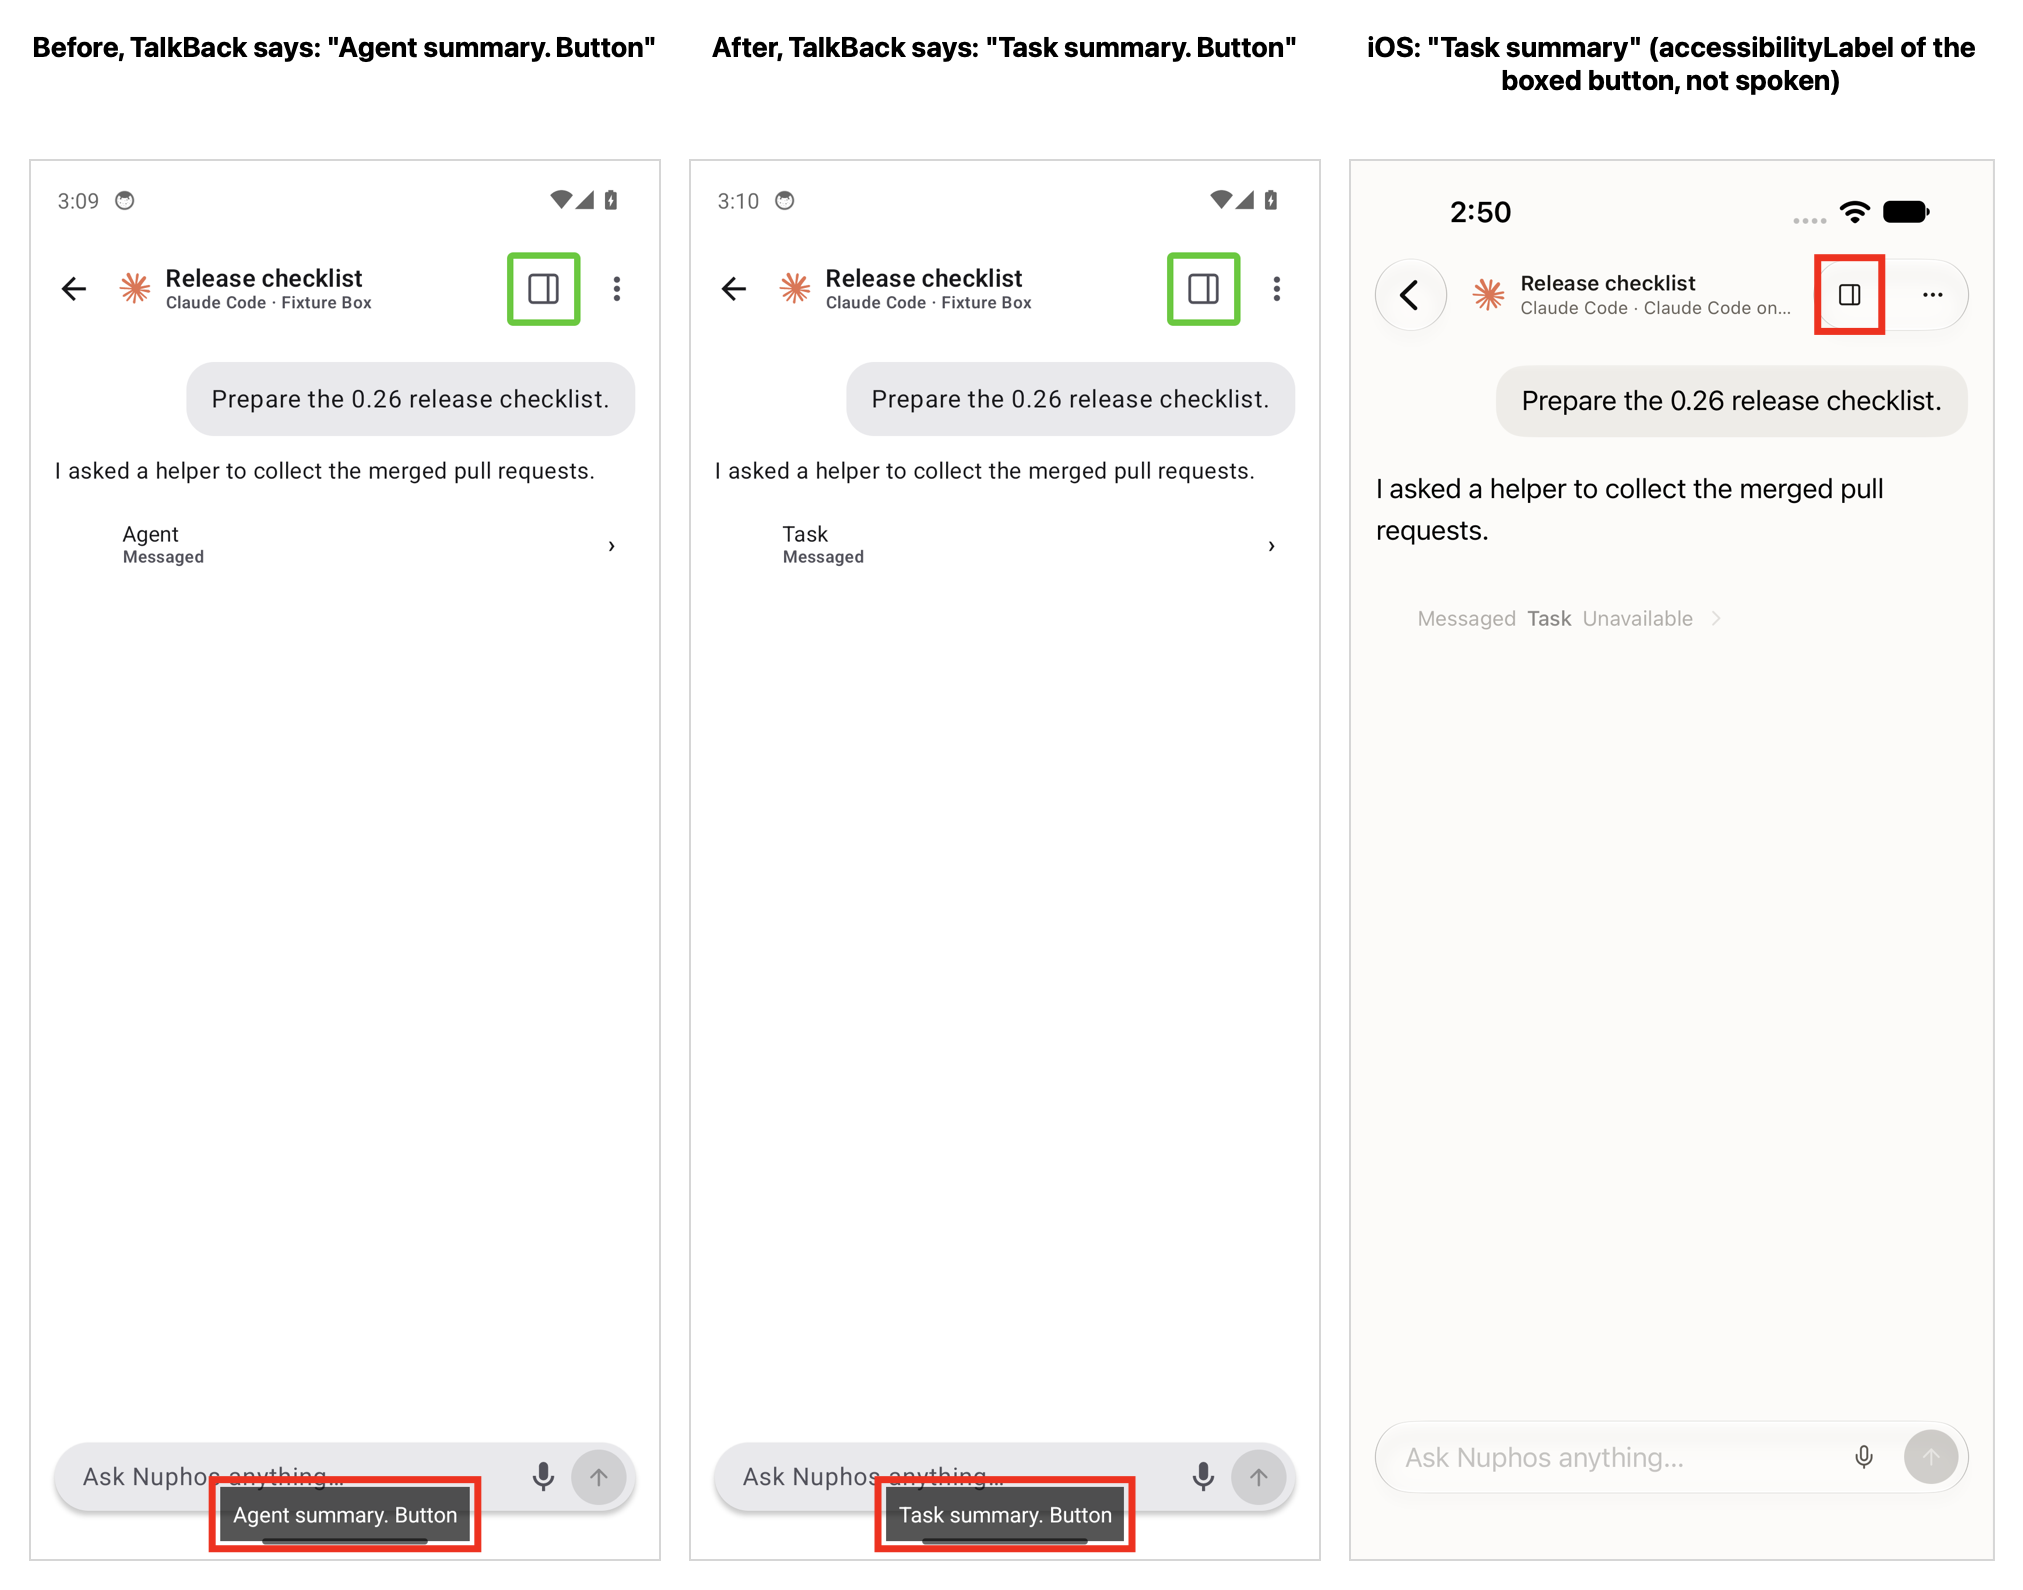 Before, TalkBack says: "Agent summary. Button"
3:09
Release checklist
Claude Code · Fixture Box
Prepare the 0.26 release checklist.
I asked a helper to collect the merged pull requests.
Agent
Messaged
Ask Nuphos anything...
Agent summary. Button
After, TalkBack says: "Task summary. Button"
3:10
Release checklist
Claude Code · Fixture Box
Prepare the 0.26 release checklist.
I asked a helper to collect the merged pull requests.
Task
Messaged
Ask Nuphos anything...
Task summary. Button
iOS: "Task summary" (accessibilityLabel of the
boxed button, not spoken)
2:50
Release checklist
Claude Code · Claude Code on...
Prepare the 0.26 release checklist.
I asked a helper to collect the merged pull
requests.
Messaged Task Unavailable
Ask Nuphos anything...